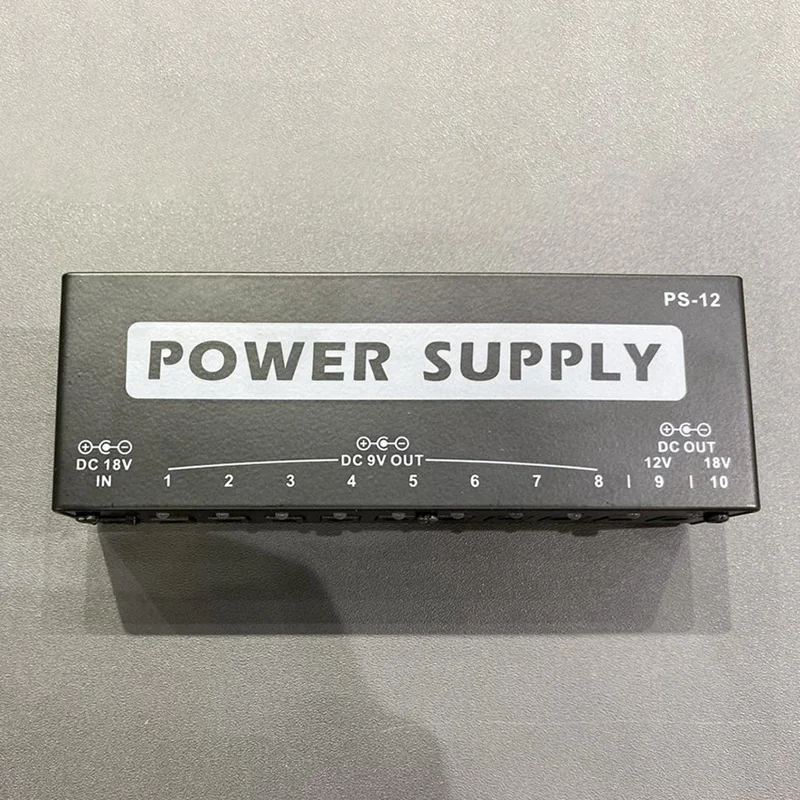 PS-12
POWER SUPPLY
DC 18V
IN
DC 9V OUT
DC OUT
12V 18V
1 2 3 4 5 6 7 8 | 9 | 10